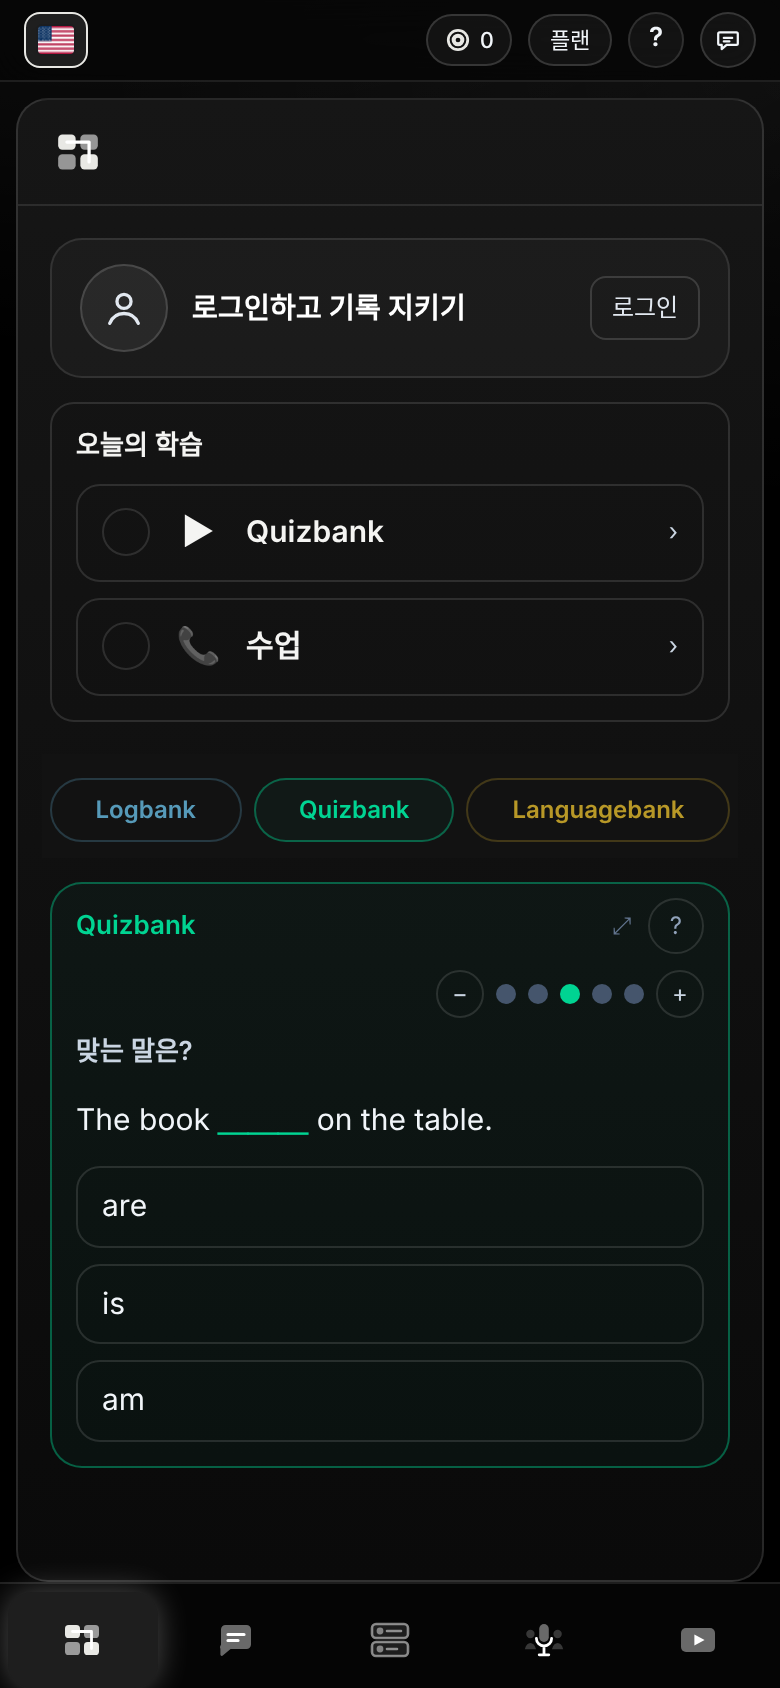 0
플랜
?
로그인하고 기록 지키기
로그인
오늘의 학습
Quizbank
›
수업
›
Logbank
Quizbank
Languagebank
Quizbank
?
−
+
맞는 말은?
The book ______ on the table.
are
is
am